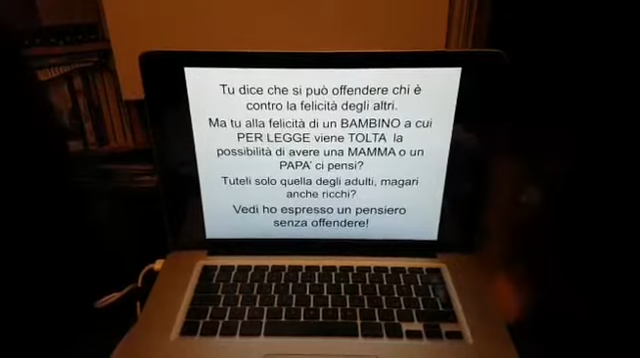 Tu dice che si può offendere chi è
contro la felicità degli altri.
Ma tu alla felicità di un BAMBINO a cui
PER LEGGE viene TOLTA la
possibilità di avere una MAMMA o un
PAPA' ci pensi?
Tuteli solo quella degli adulti, magari
anche ricchi?
Vedi ho espresso un pensiero
senza offendere!